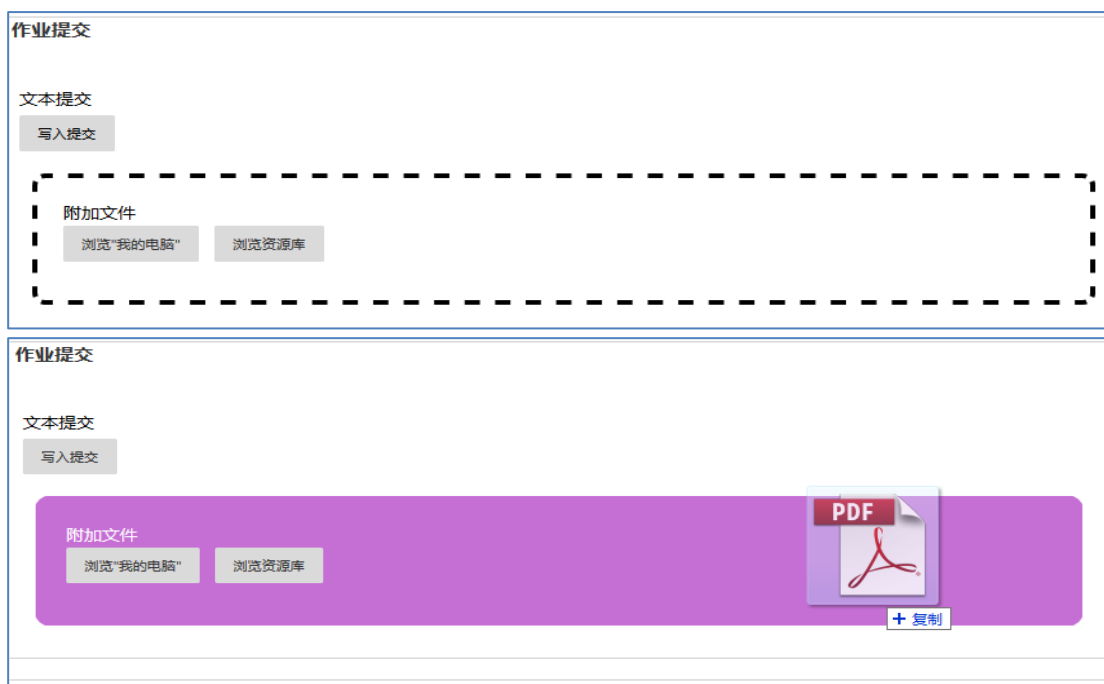 作业提交
文本提交
写入提交
附加文件
浏览"我的电脑" 浏览资源库
作业提交
文本提交
写入提交
附加文件
浏览"我的电脑" 浏览资源库
PDF
+ 复制